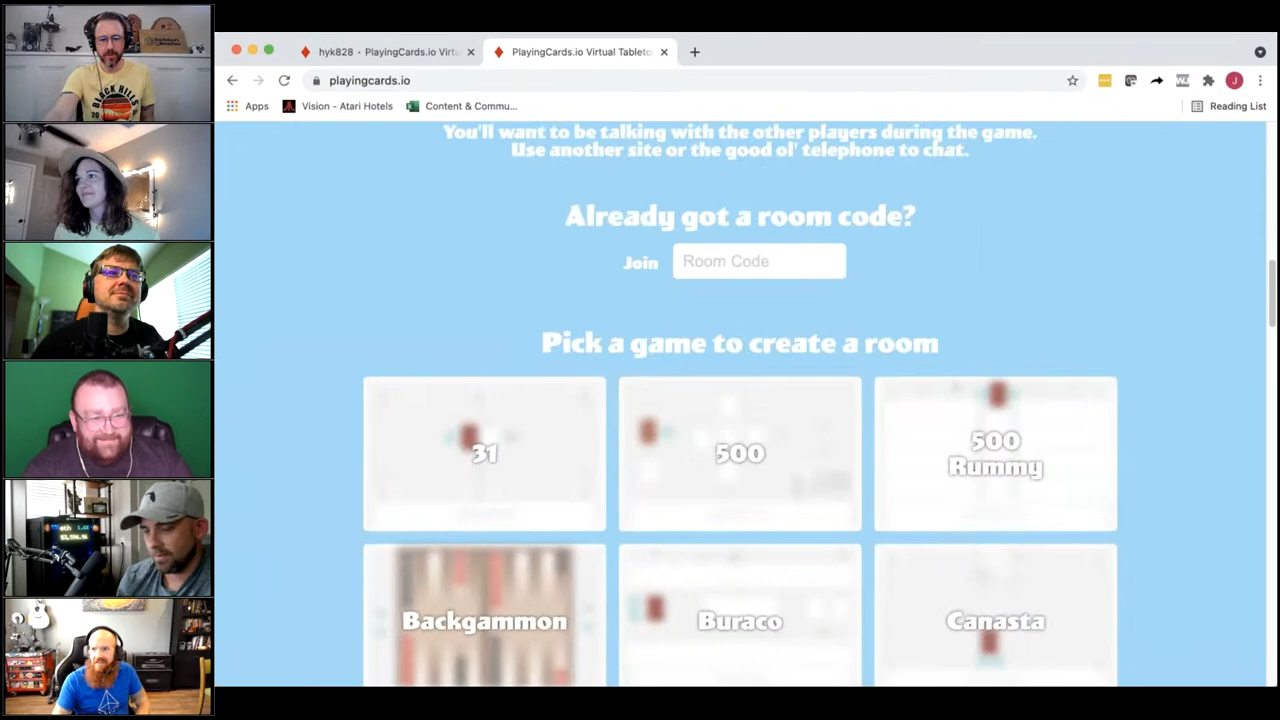 hyk828 - PlayingCards.io Virtu
PlayingCards.io Virtual Tableto
playingcards.io
Apps
Vision - Atari Hotels
Content & Commu...
Reading List
You'll want to be talking with the other players during the game.
Use another site or the good ol' telephone to chat.
Already got a room code?
Join
Room Code
Pick a game to create a room
31
500
500
Rummy
Backgammon
Buraco
Canasta
BLACK HILLS
J